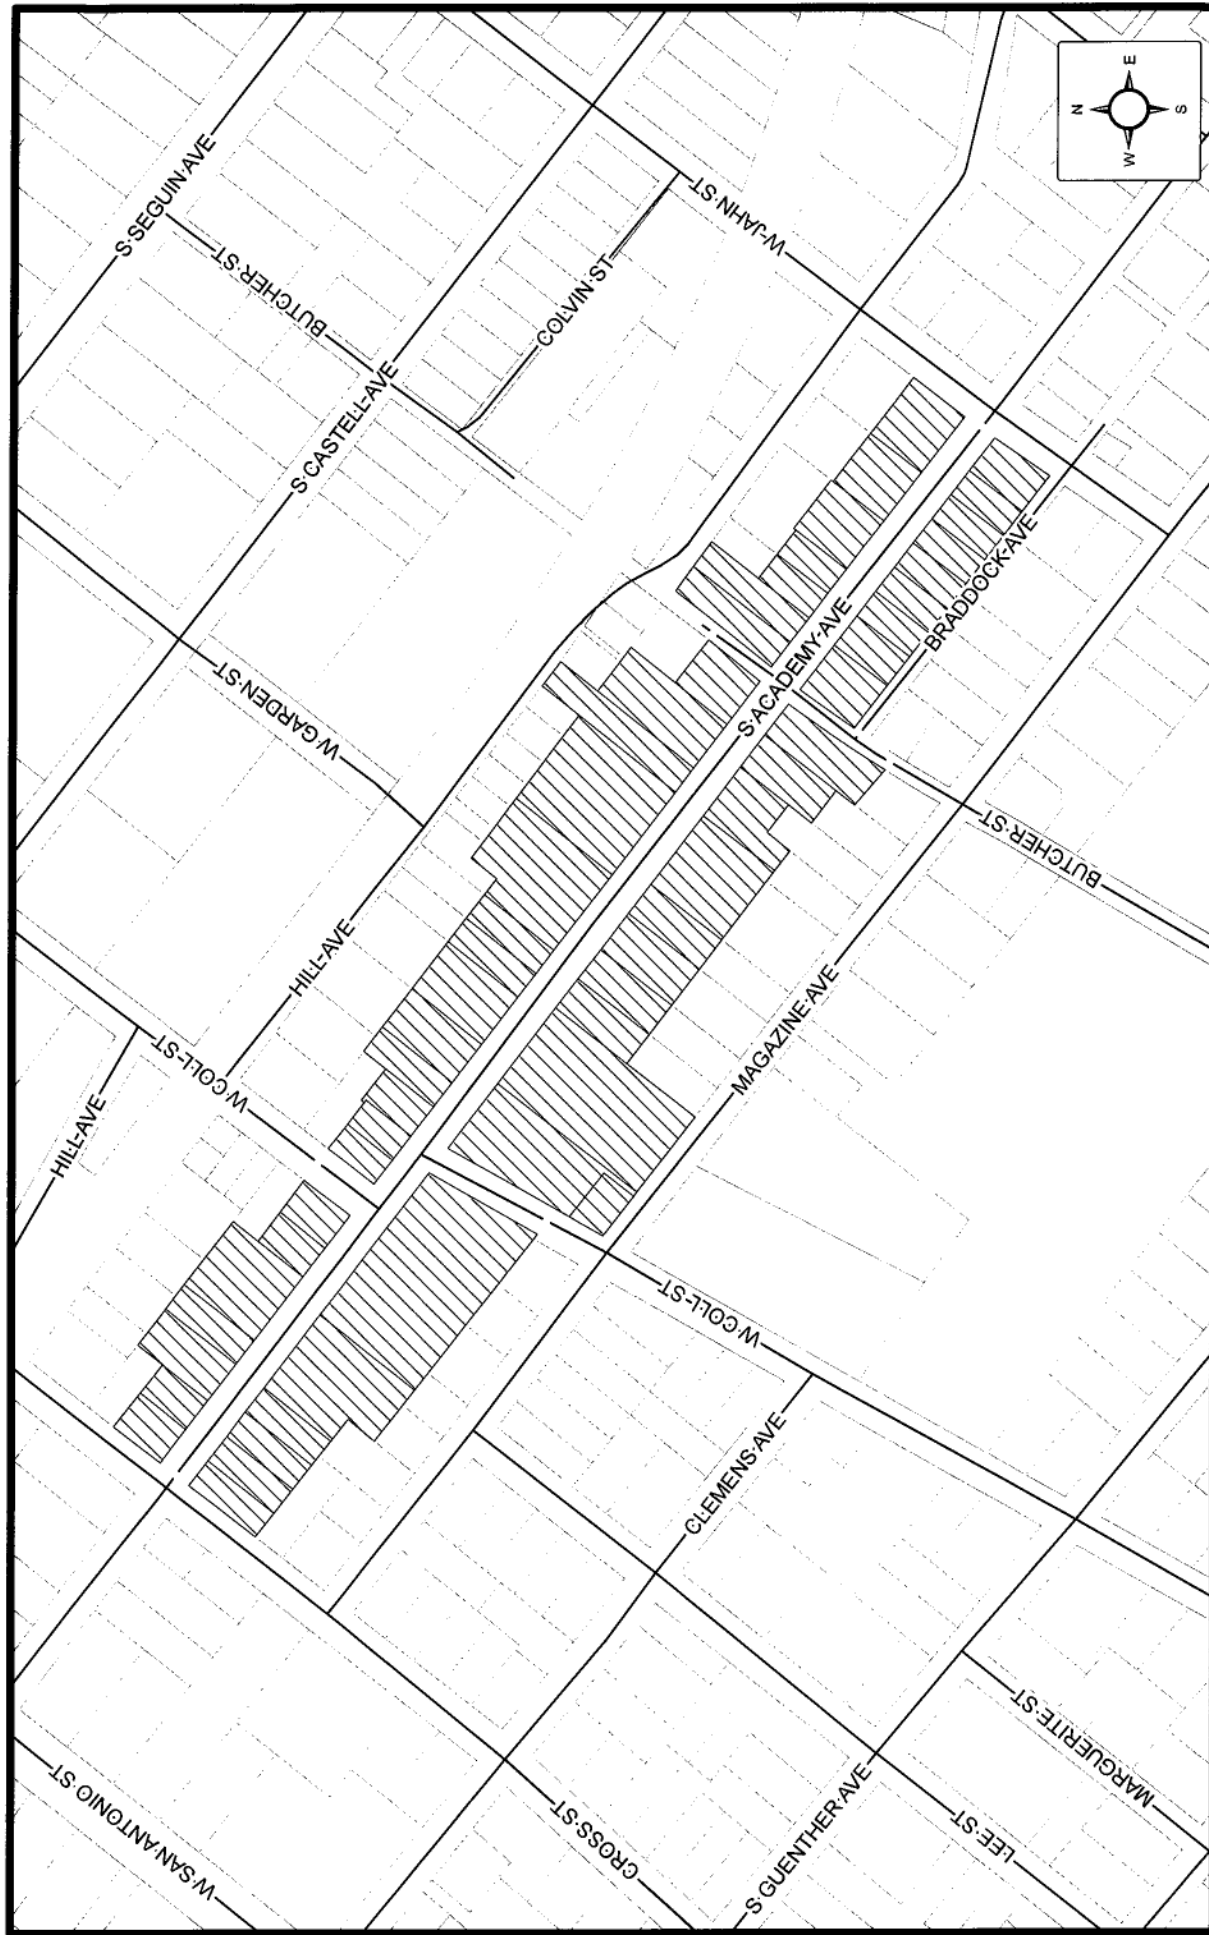 S SEGUIN AVE
BUTCHER ST
S CASTELL AVE
COLVIN ST
W JAHN ST
N
E
S
W
W GARDEN ST
HILL AVE
W COLL ST
HILL AVE
S ACADEMY AVE
BRADDOCK AVE
BUTCHER ST
MAGAZINE AVE
W COLL ST
CLEMENS AVE
W SAN ANTONIO ST
CROSS ST
S GUENTHER AVE
LEE ST
MARGUERITE ST